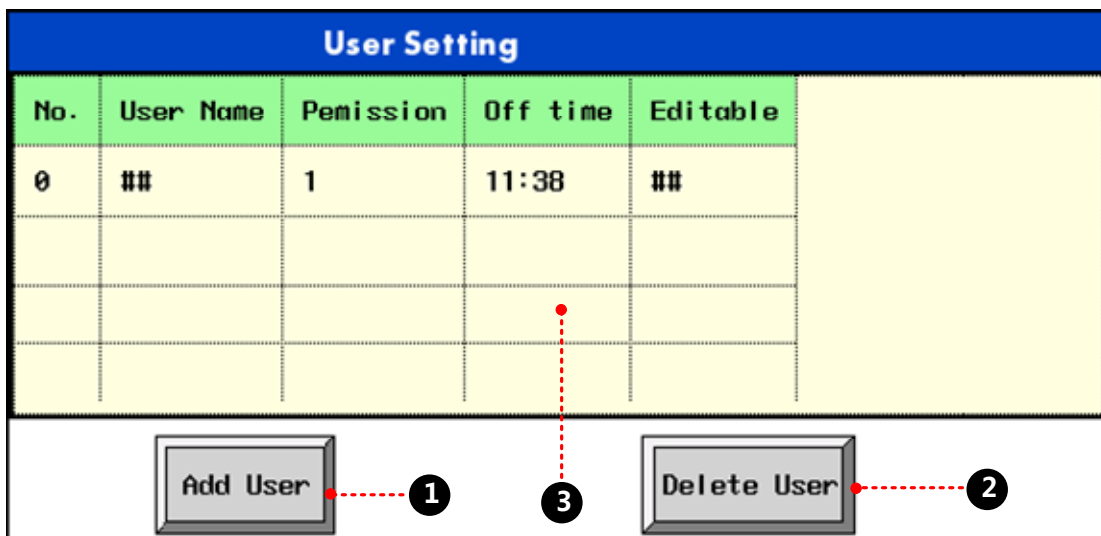 User Setting
No. User Name Pemission Off time Editable
0 ## 1 11:38 ##
Add User 1 3 Delete User 2